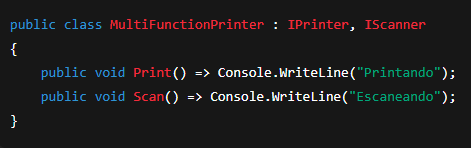 public class MultiFunctionPrinter : IPrinter, IScanner
{
    public void Print() => Console.WriteLine("Printando");
    public void Scan() => Console.WriteLine("Escaneando");
}